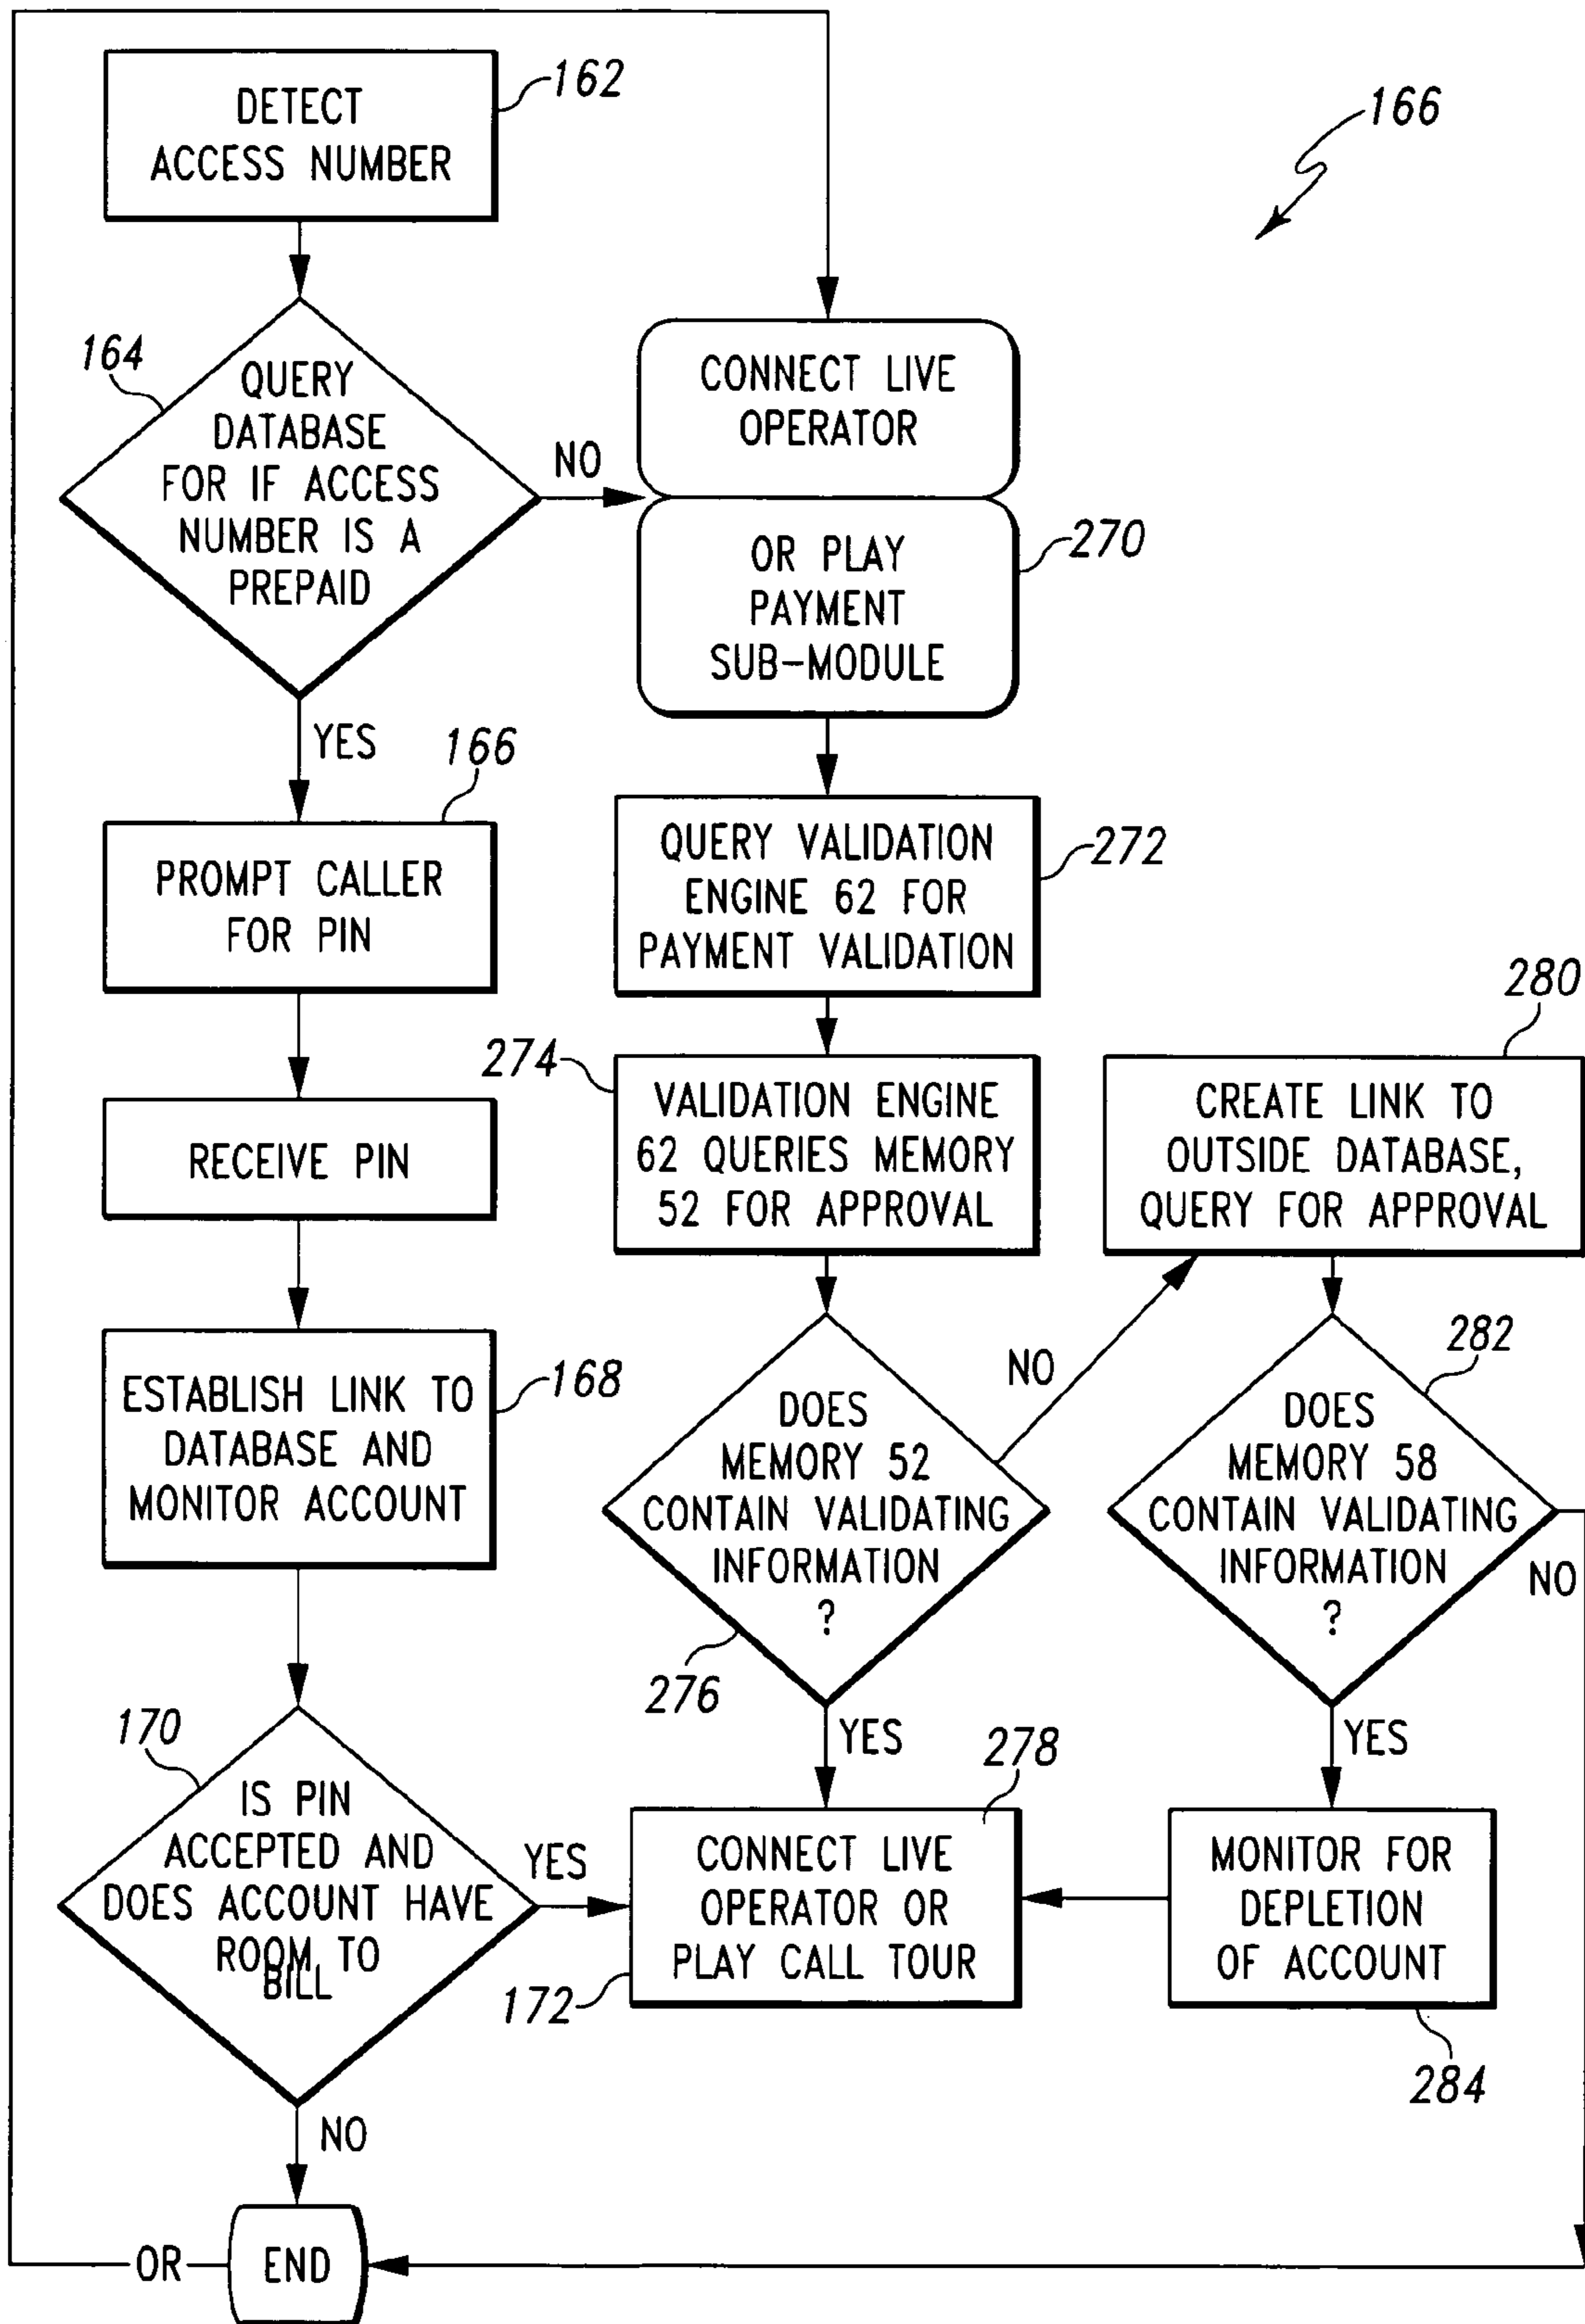 162
DETECT
ACCESS NUMBER
166
164
QUERY
DATABASE
FOR IF ACCESS
NUMBER IS A
PREPAID
NO
CONNECT LIVE
OPERATOR
OR PLAY
PAYMENT
SUB-MODULE
270
YES
166
PROMPT CALLER
FOR PIN
QUERY VALIDATION
ENGINE 62 FOR
PAYMENT VALIDATION
272
RECEIVE PIN
274
VALIDATION ENGINE
62 QUERIES MEMORY
52 FOR APPROVAL
280
CREATE LINK TO
OUTSIDE DATABASE,
QUERY FOR APPROVAL
ESTABLISH LINK TO
DATABASE AND
MONITOR ACCOUNT
168
DOES
MEMORY 52
CONTAIN VALIDATING
INFORMATION
?
276
NO
282
DOES
MEMORY 58
CONTAIN VALIDATING
INFORMATION
?
NO
170
IS PIN
ACCEPTED AND
DOES ACCOUNT HAVE
ROOM TO
BILL
YES
YES
278
CONNECT LIVE
OPERATOR OR
PLAY CALL TOUR
172
YES
MONITOR FOR
DEPLETION
OF ACCOUNT
284
NO
OR
END